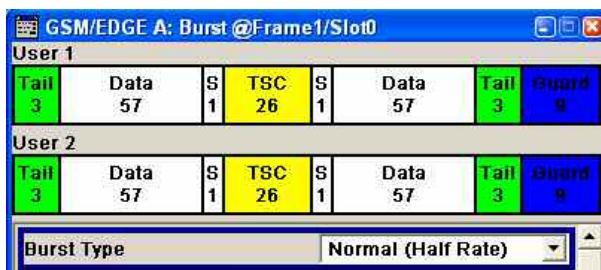 GSM/EDGE A: Burst @Frame1/Slot0
User 1
Tail Data S TSC S Data Tail Guard
3 57 1 26 1 57 3 9
User 2
Tail Data S TSC S Data Tail Guard
3 57 1 26 1 57 3 9
Burst Type Normal (Half Rate)